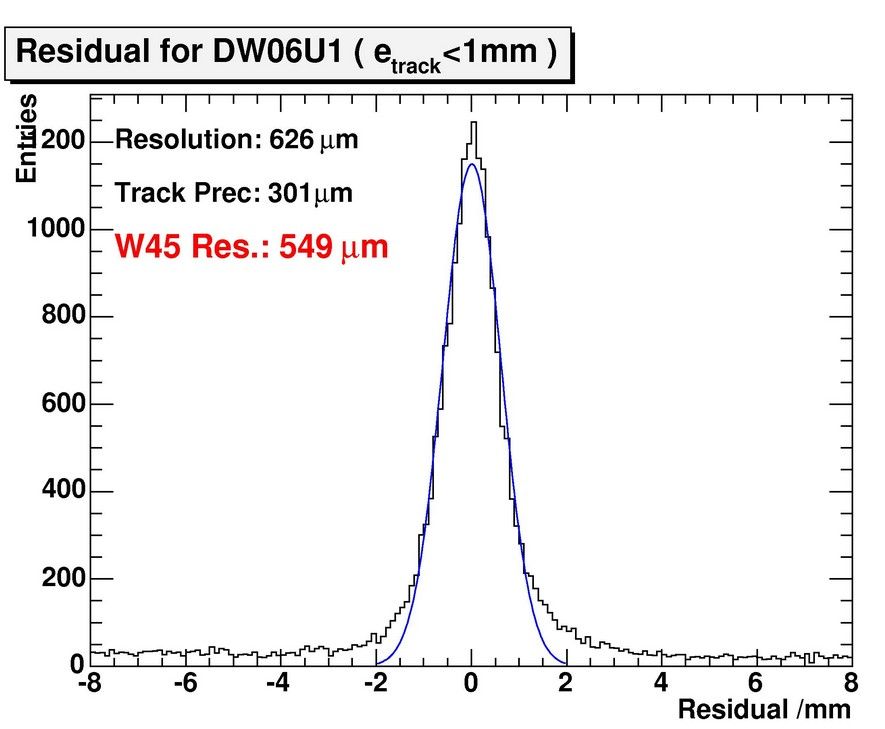 Residual for DW06U1 ( e_track<1mm )
Entries
Resolution: 626 μm
Track Prec: 301μm
W45 Res.: 549 μm
1200
1000
800
600
400
200
0
-8 -6 -4 -2 0 2 4 6 8
Residual /mm